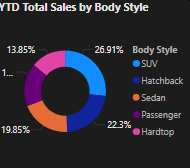 YTD Total Sales by Body Style
13.85%
26.91%
1...
19.85%
22.3%
Body Style
SUV
Hatchback
Sedan
Passenger
Hardtop